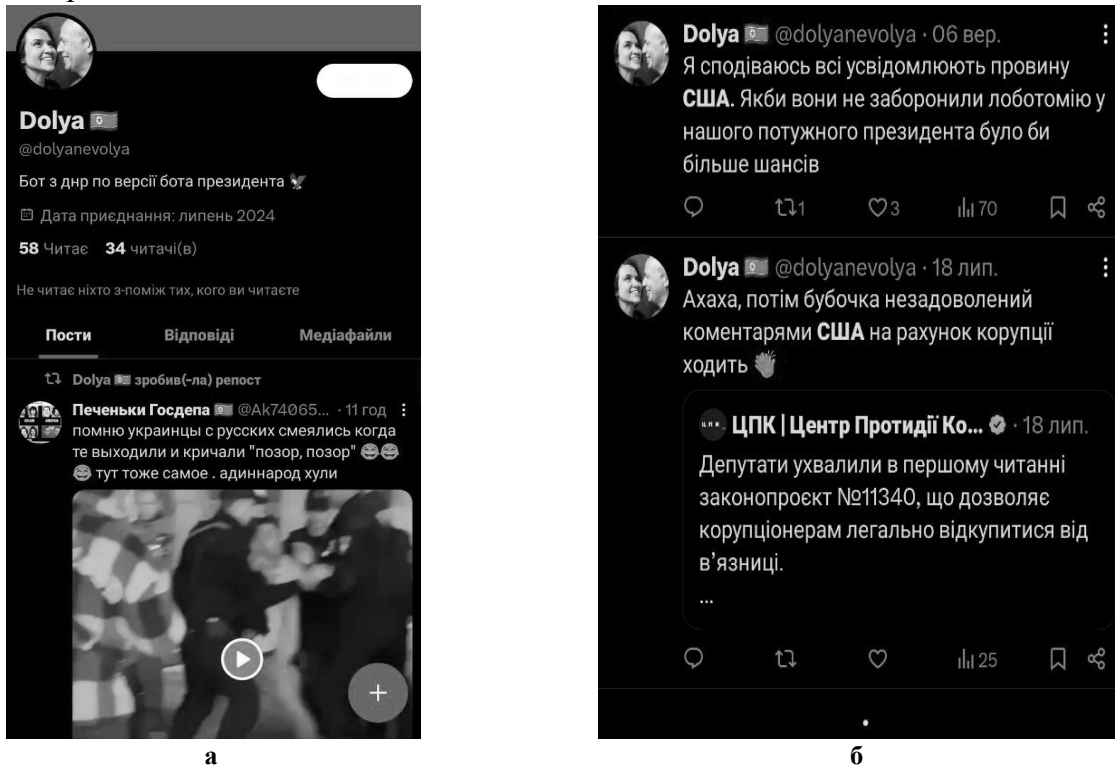 Dolya
@dolyanevolya
Бот з днр по версії бота президента
Дата приєднання: липень 2024
58 Читає 34 читачі(в)
Не читає ніхто з-поміж тих, кого ви читаєте
Пости Відповіді Медіафайли
Dolya зробив(-ла) репост
Печеньки Госдепа @Ak74065... · 11 год
помню украинцы с русских смеялись когда
те выходили и кричали "позор, позор" 😂😂
😂 тут тоже самое . адиннарод хули
а
Dolya @dolyanevolya · 06 вер.
Я сподіваюсь всі усвідомлюють провину
США. Якби вони не заборонили лоботомію у
нашого потужного президента було би
більше шансів
1 3 70
Dolya @dolyanevolya · 18 лип.
Ахаха, потім бубочка незадоволений
коментарями США на рахунок корупції
ходить 👏
ЦПК | Центр Протидії Ко... · 18 лип.
Депутати ухвалили в першому читанні
законопроєкт №11340, що дозволяє
корупціонерам легально відкупитися від
в’язниці.
...
25
б